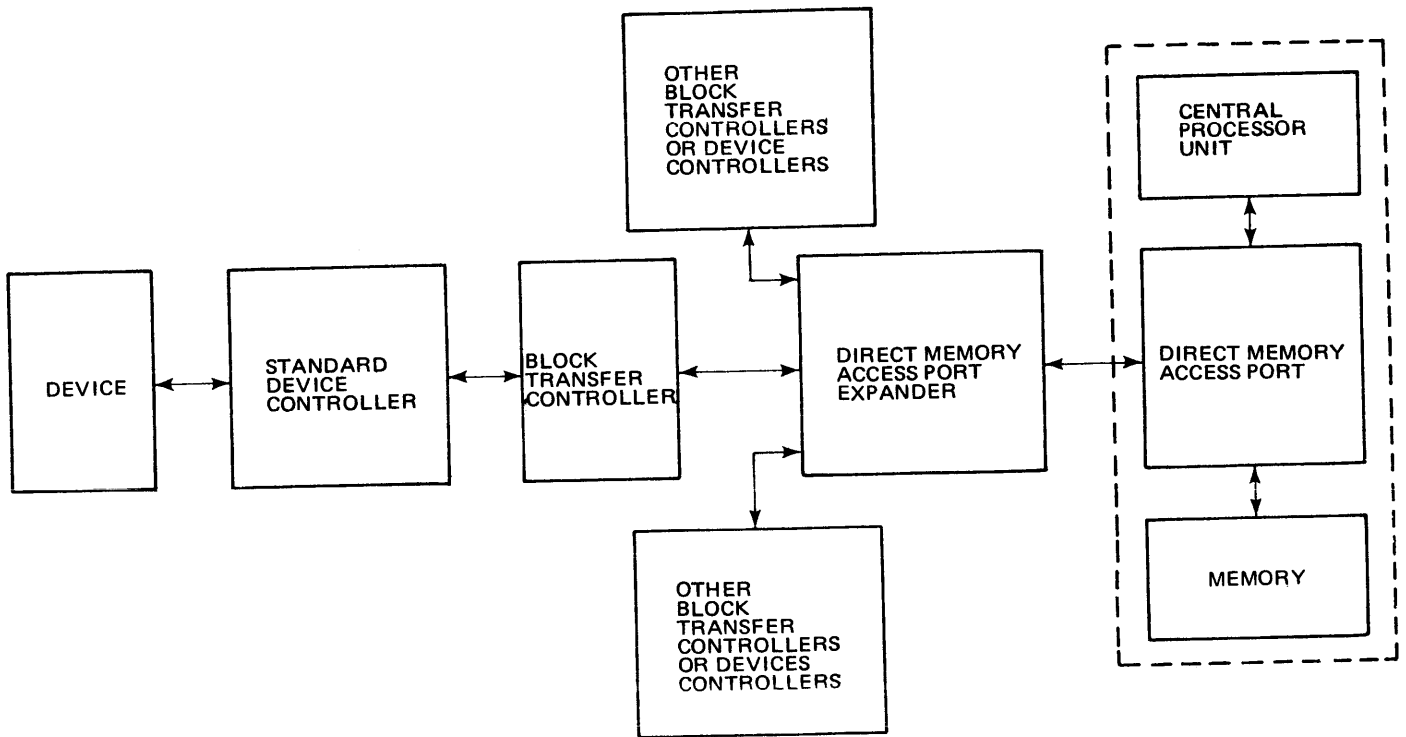 OTHER
BLOCK
TRANSFER
CONTROLLERS
OR DEVICE
CONTROLLERS
CENTRAL
PROCESSOR
UNIT
DEVICE
STANDARD
DEVICE
CONTROLLER
BLOCK
TRANSFER
CONTROLLER
DIRECT MEMORY
ACCESS PORT
EXPANDER
DIRECT MEMORY
ACCESS PORT
OTHER
BLOCK
TRANSFER
CONTROLLERS
OR DEVICES
CONTROLLERS
MEMORY